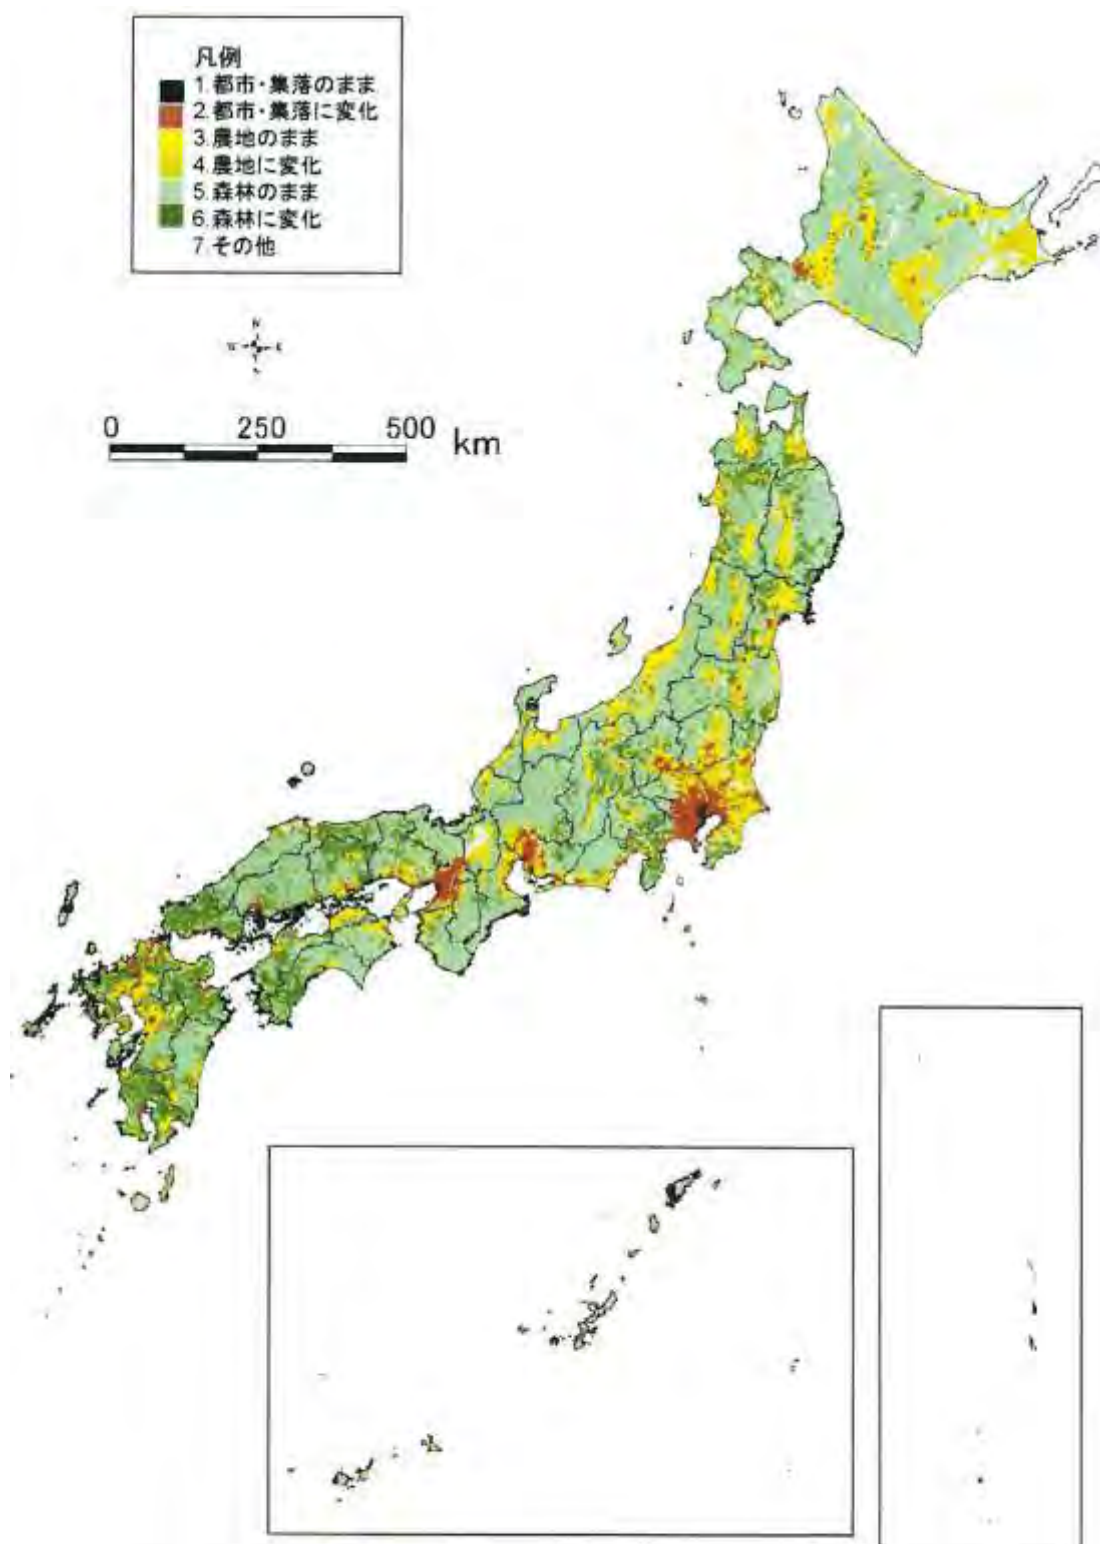 凡例
1.都市・集落のまま
2.都市・集落に変化
3.農地のまま
4.農地に変化
5.森林のまま
6.森林に変化
7.その他
N
0 250 500 km